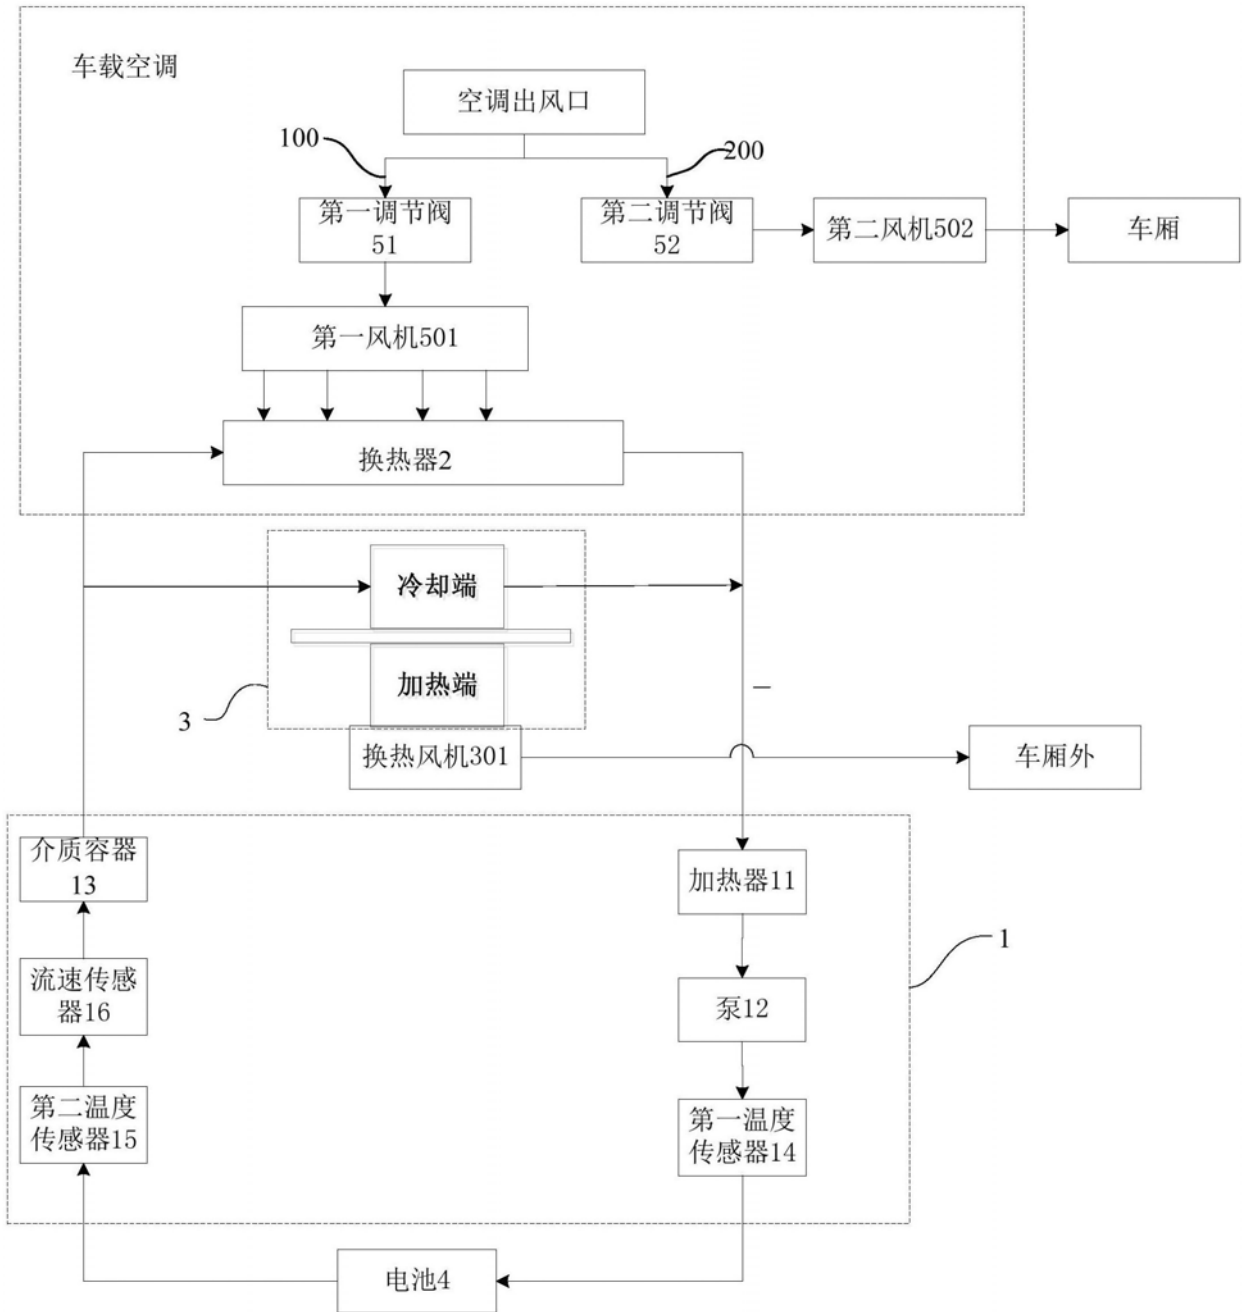 车载空调
空调出风口
100
200
第一调节阀
51
第二调节阀
52
第二风机502
车厢
第一风机501
换热器2
冷却端
加热端
3
换热风机301
车厢外
介质容器
13
加热器11
1
流速传感
器16
泵12
第二温度
传感器15
第一温度
传感器14
电池4